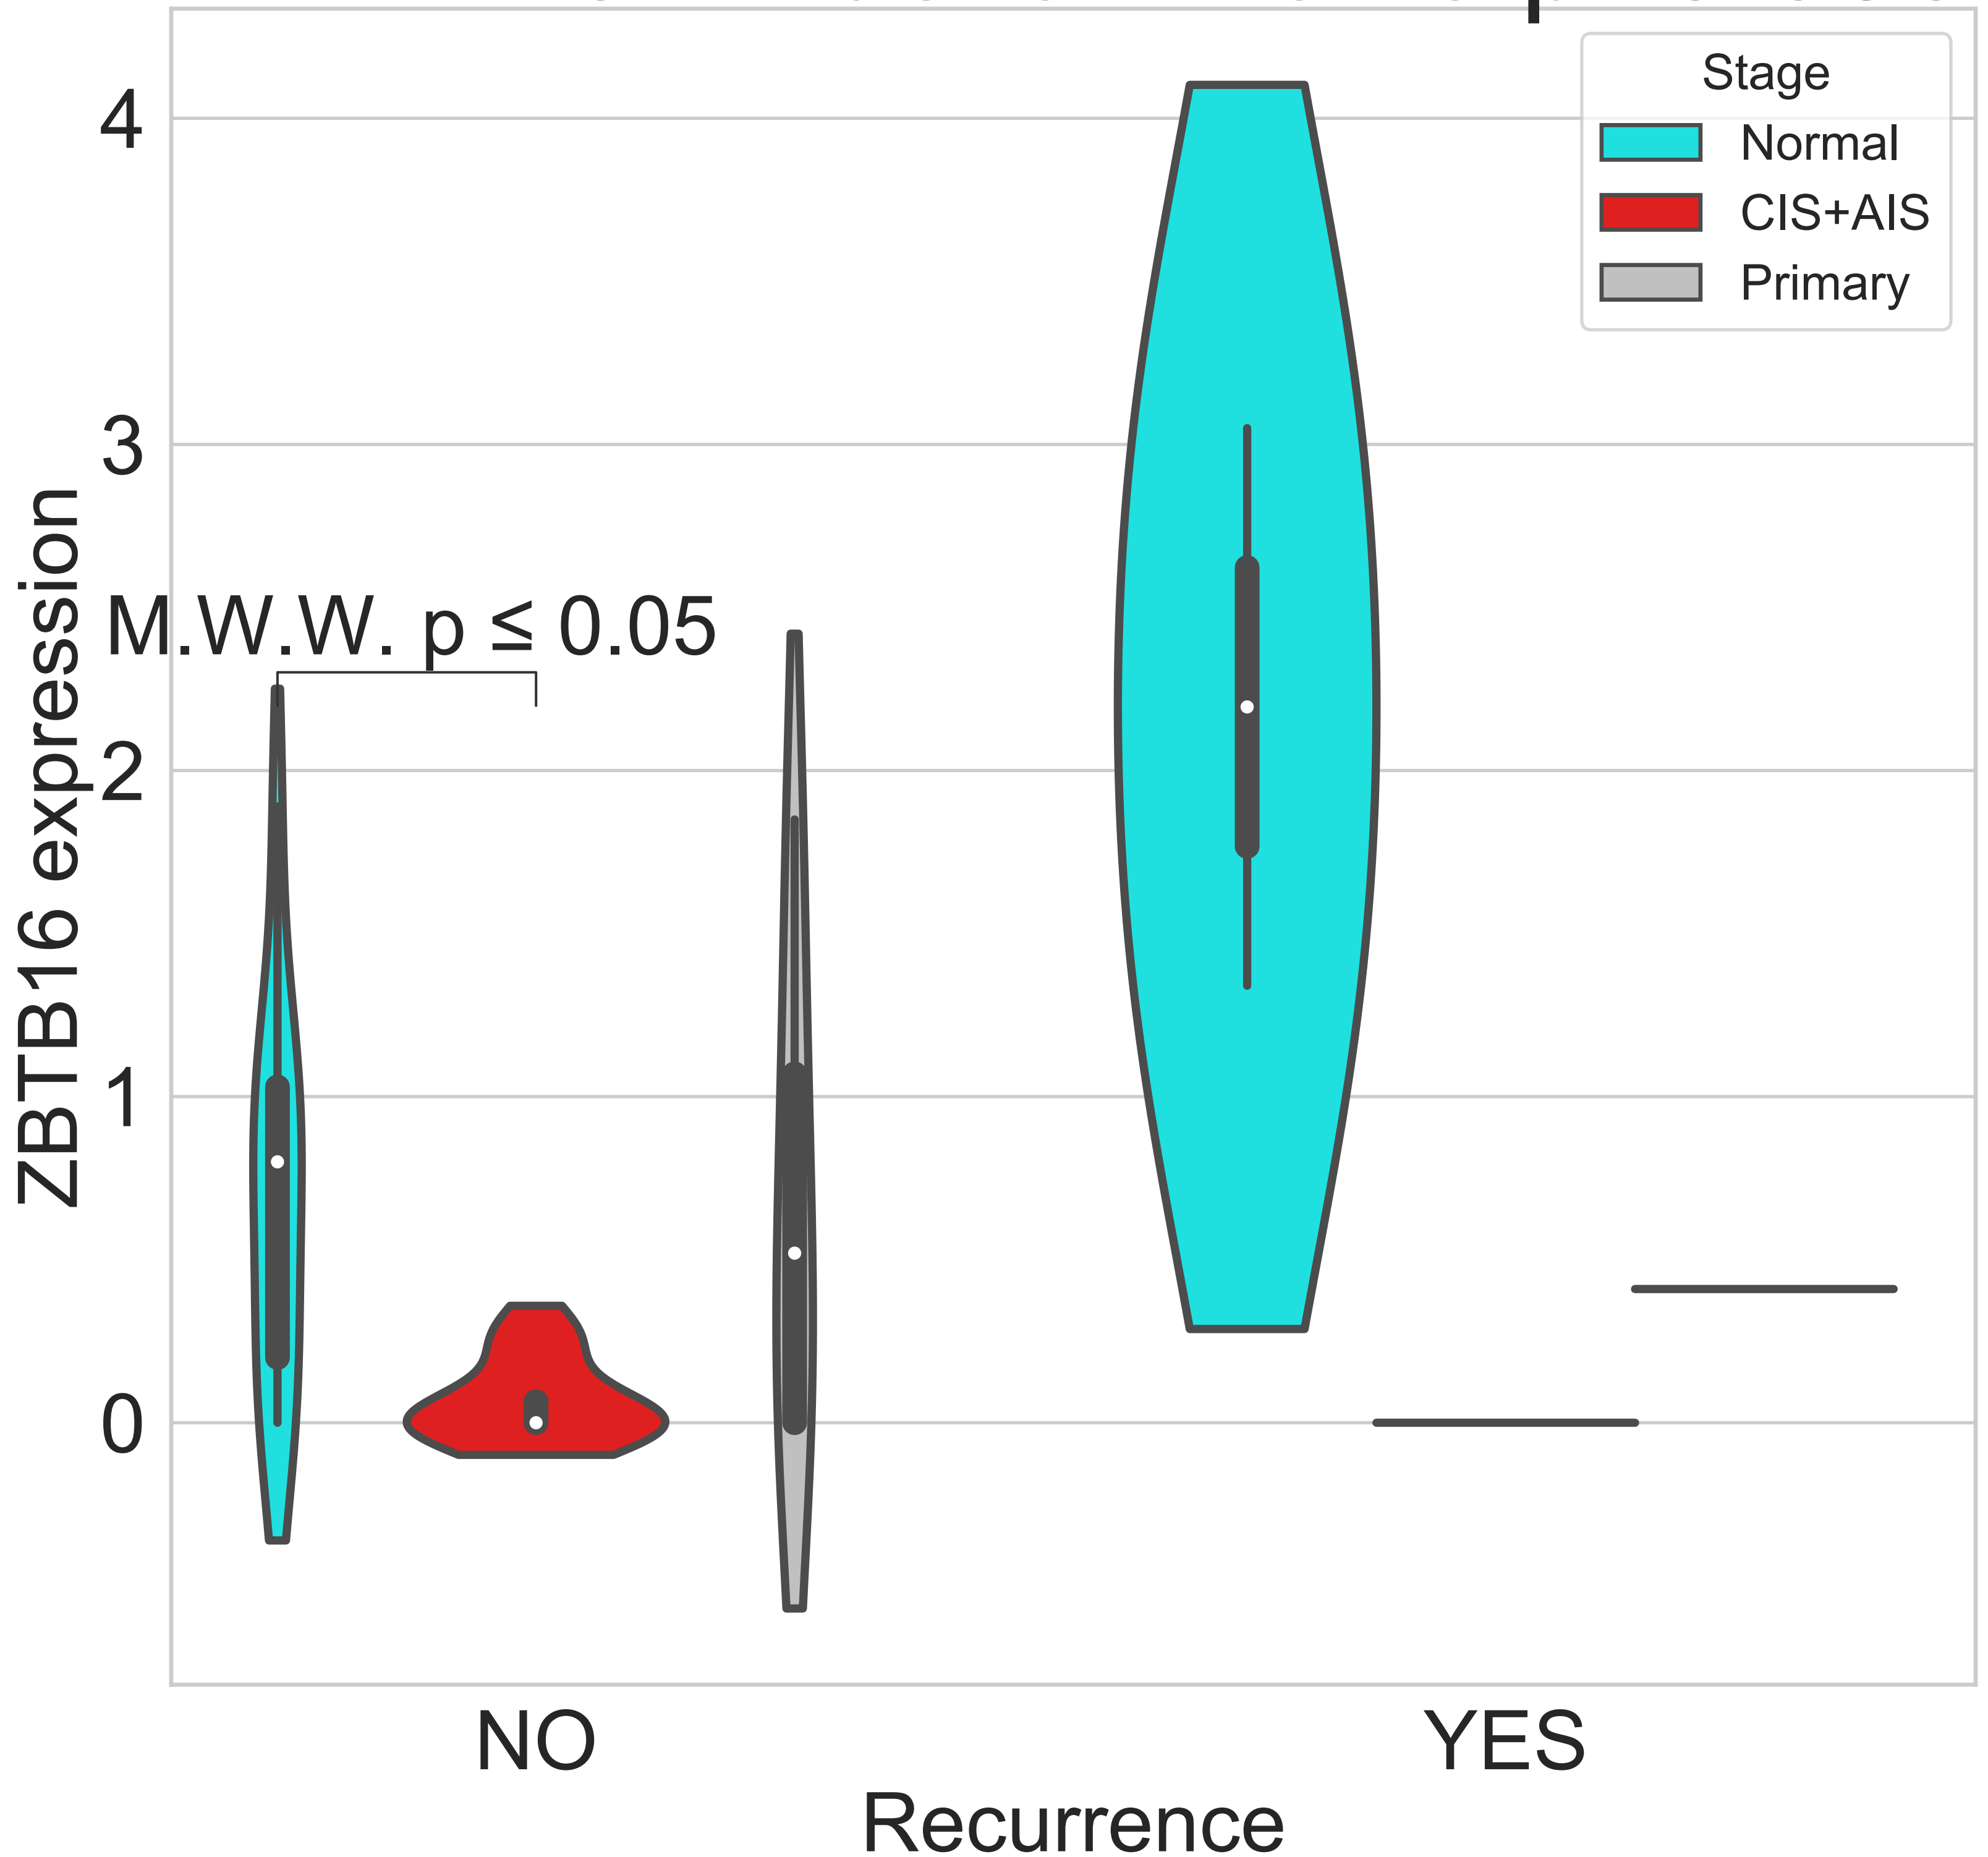 Stage
Normal
CIS+AIS
Primary
4
3
2
1
0
ZBTB16 expression
M.W.W. p ≤ 0.05
NO
YES
Recurrence